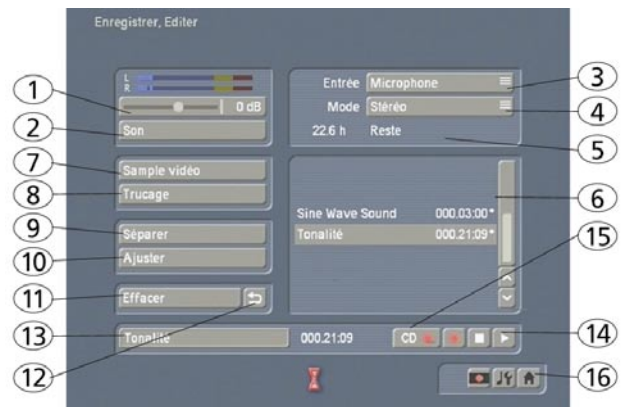 Enregistrer, Editer
L
R
0 dB
Son
Entrée Microphone
Mode Stéréo
22.6 h Reste
Sample vidéo
Trucage
Sine Wave Sound 000.03:00*
Tonalité 000.21:09*
Séparer
Ajuster
Effacer
Tonalité 000.21:09 CD
1
2
7
8
9
10
11
13
12
3
4
5
6
15
14
16